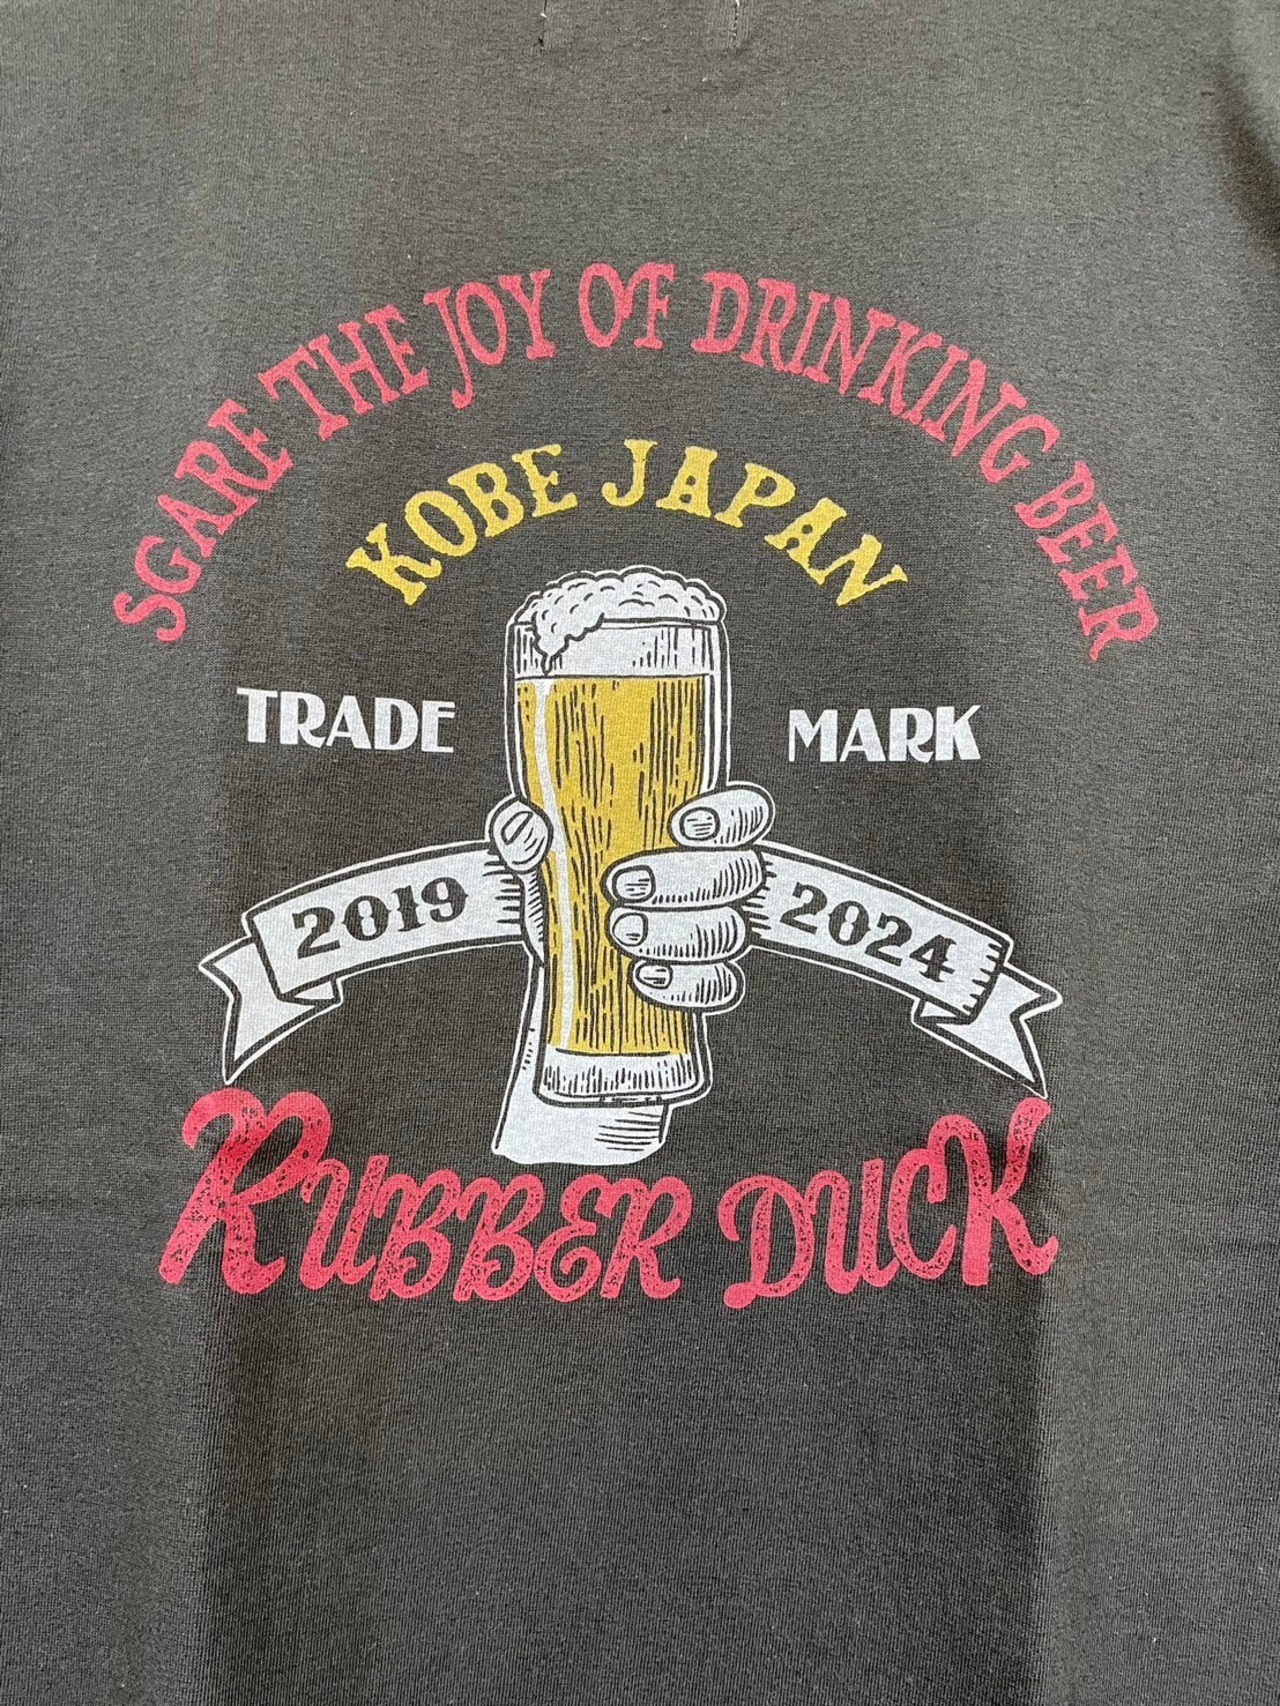 SGARE THE JOY OF DRINKING BEER
KOBE JAPAN
TRADE MARK
2019 2024
RUBBER DUCK